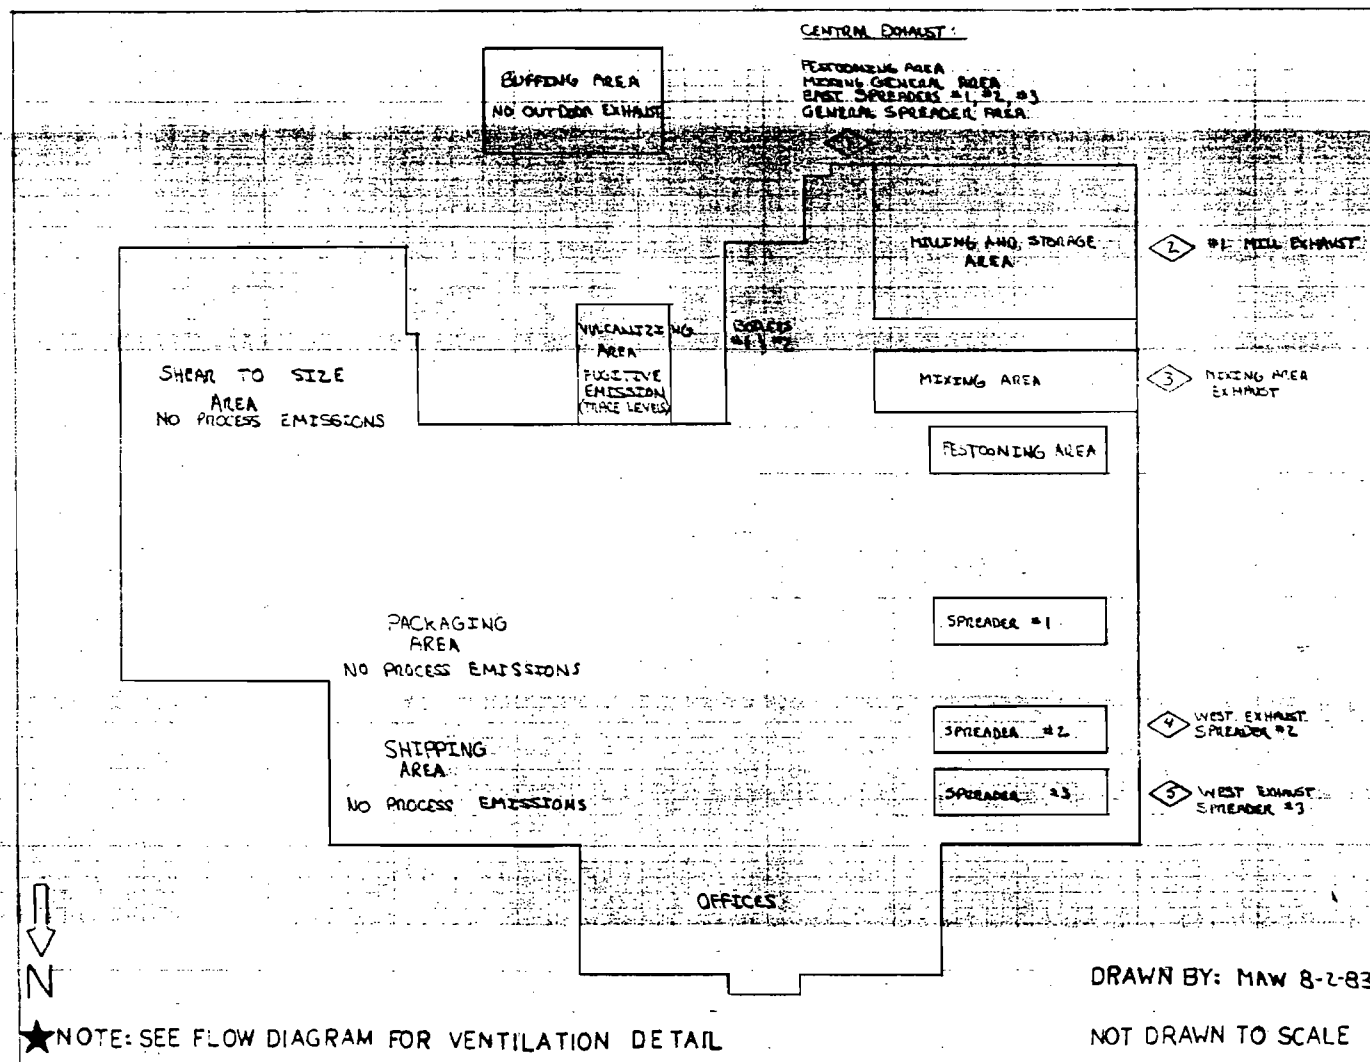 CENTRAL EXHAUST:
FESTOONING AREA
MIXING GENERAL AREA
EAST SPREADERS #1, #2, #3
GENERAL SPREADER AREA
1
BUFFING AREA
NO OUTDOOR EXHAUST
MILLING AND STORAGE
AREA
2 #1 MILL EXHAUST
VULCANIZING
AREA
FUGITIVE
EMISSION
(TRACE LEVELS)
BOILERS
#1 & #2
SHEAR TO SIZE
AREA
NO PROCESS EMISSIONS
MIXING AREA
3 MIXING AREA
EXHAUST
FESTOONING AREA
PACKAGING
AREA
NO PROCESS EMISSIONS
SPREADER #1
SPREADER #2
4 WEST EXHAUST
SPREADER #2
SHIPPING
AREA
NO PROCESS EMISSIONS
SPREADER #3
5 WEST EXHAUST
SPREADER #3
OFFICES
N
DRAWN BY: MAW 8-2-83
★NOTE: SEE FLOW DIAGRAM FOR VENTILATION DETAIL
NOT DRAWN TO SCALE